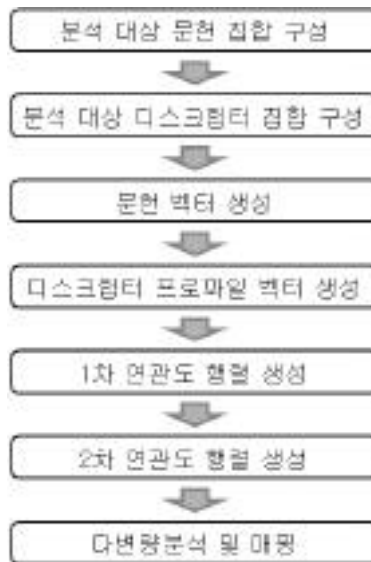 분석 대상 문헌 집합 구성
분석 대상 디스크립터 집합 구성
문헌 벡터 생성
디스크립터 프로파일 벡터 생성
1차 연관도 행렬 생성
2차 연관도 행렬 생성
다변량분석 및 매핑